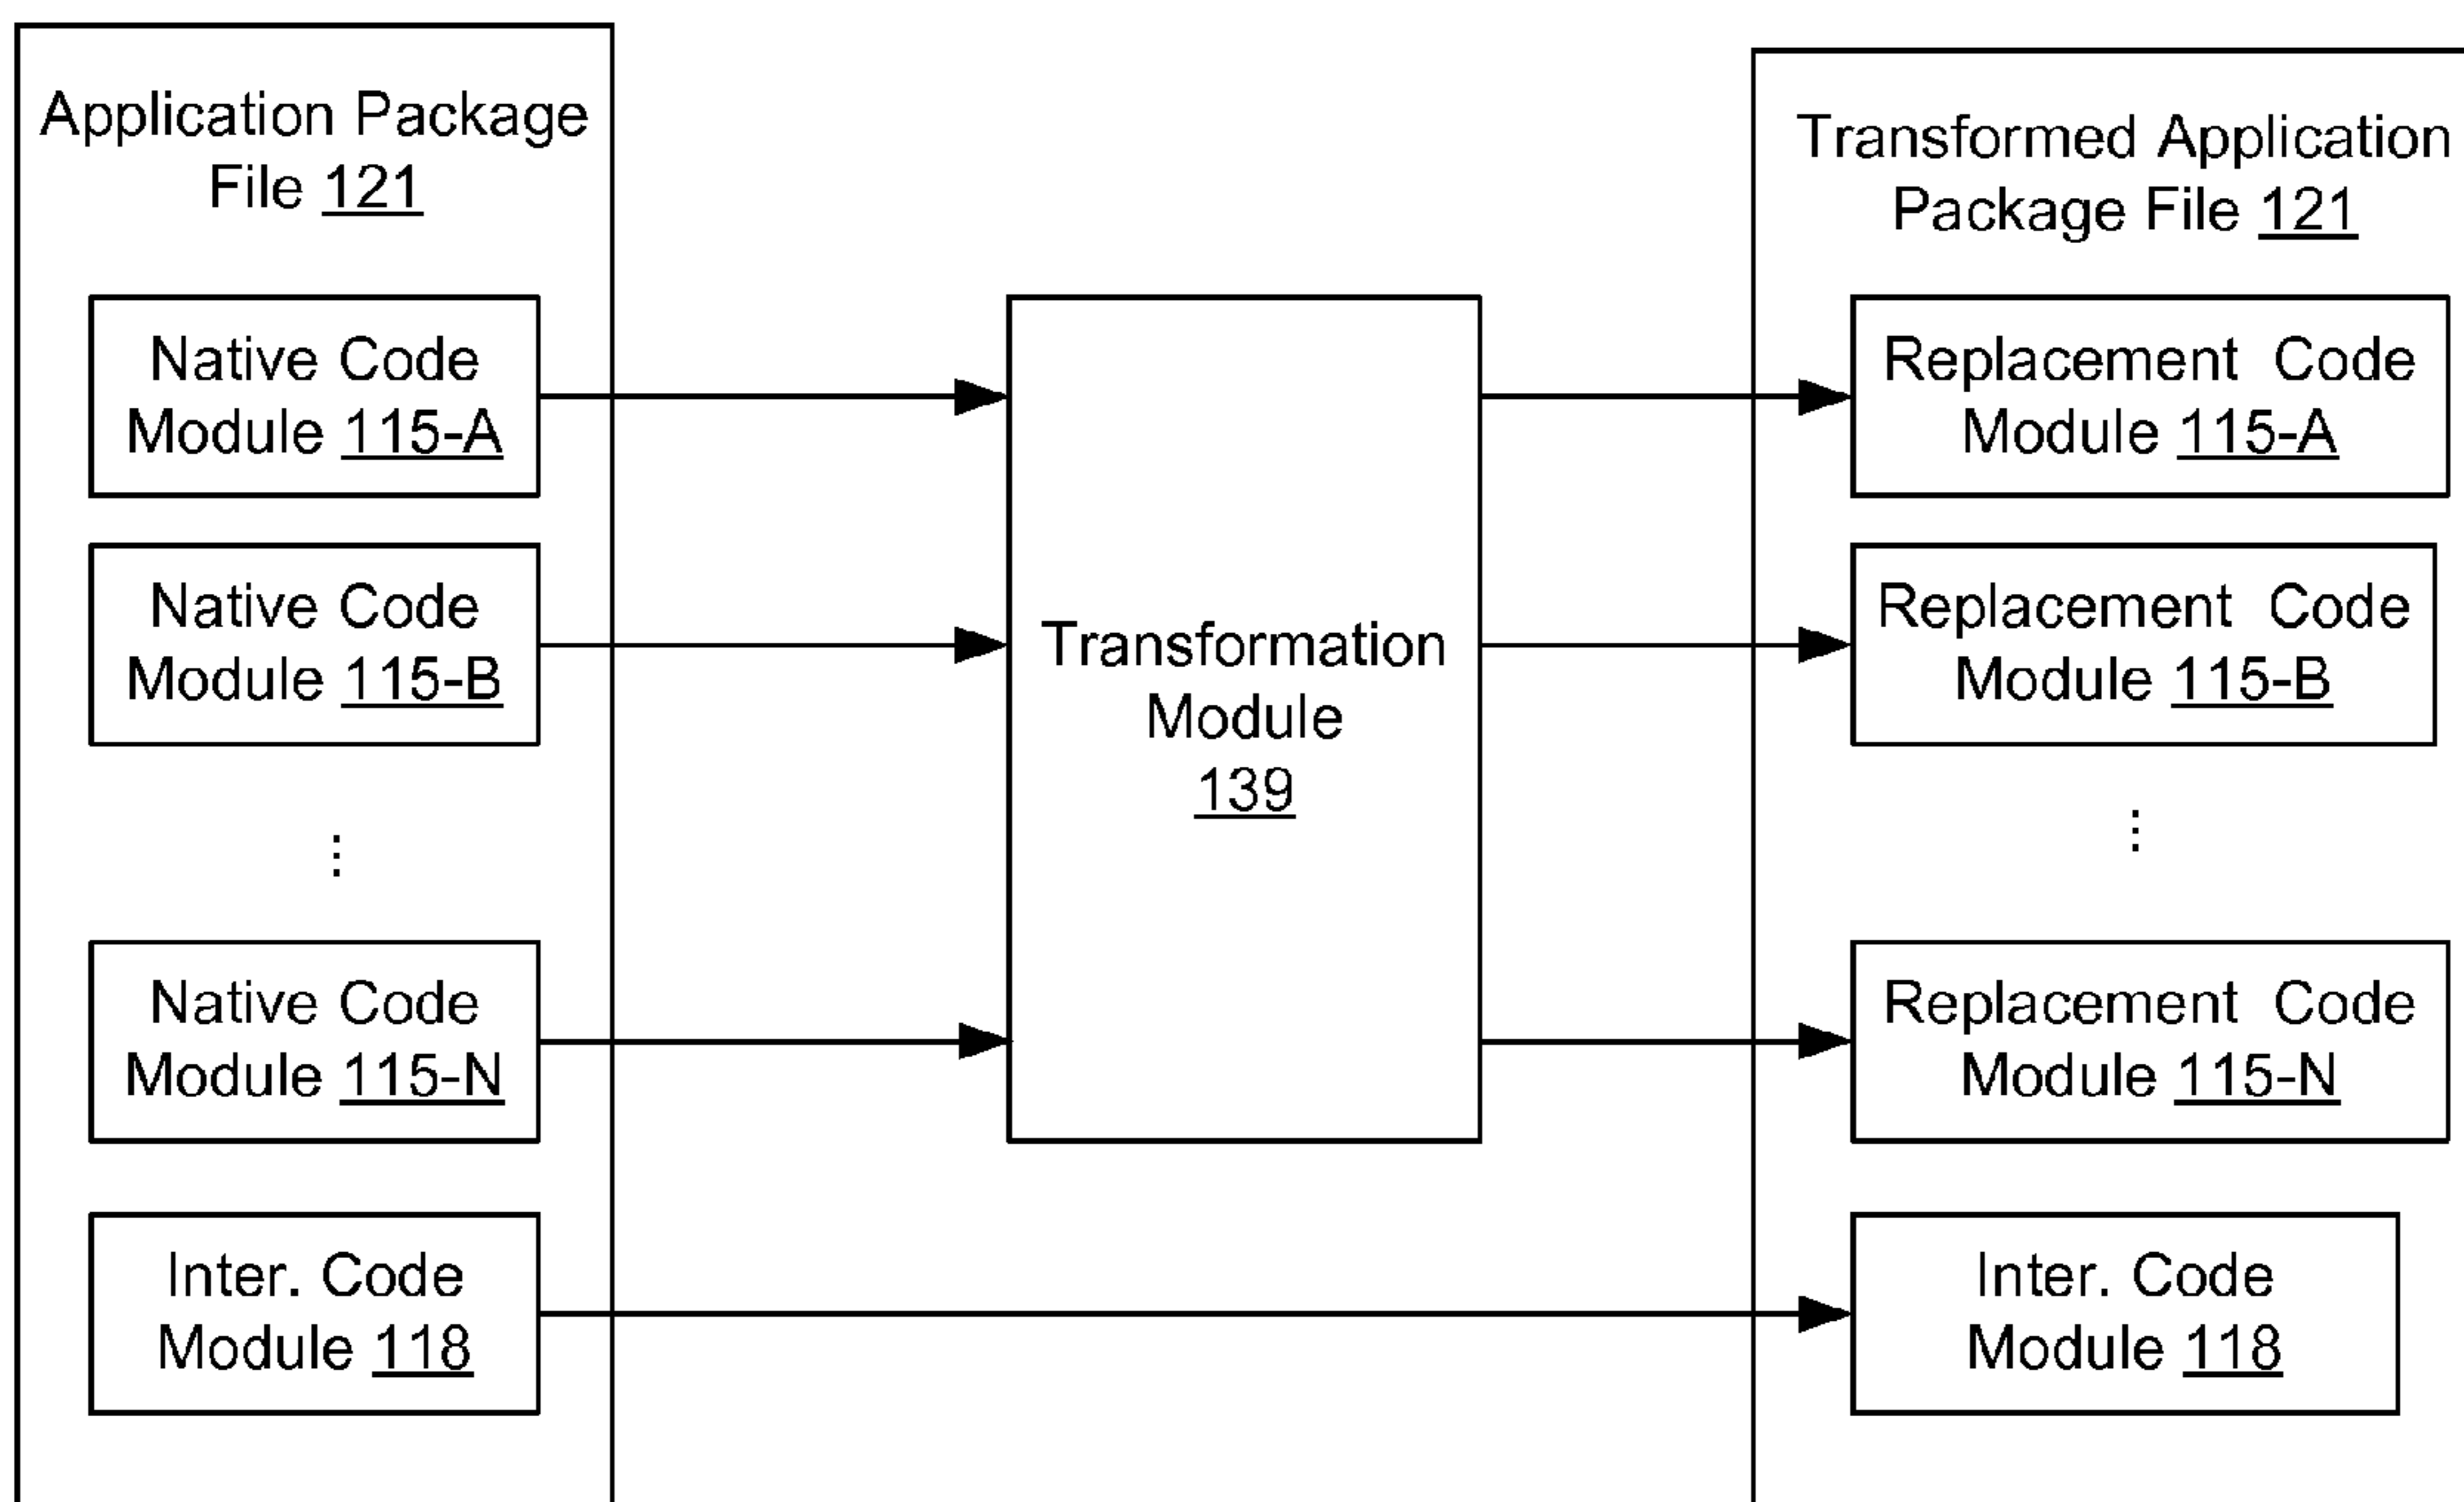 Application Package
File 121
Native Code
Module 115-A
Native Code
Module 115-B
⋮
Native Code
Module 115-N
Inter. Code
Module 118
Transformation
Module
139
Transformed Application
Package File 121
Replacement Code
Module 115-A
Replacement Code
Module 115-B
⋮
Replacement Code
Module 115-N
Inter. Code
Module 118